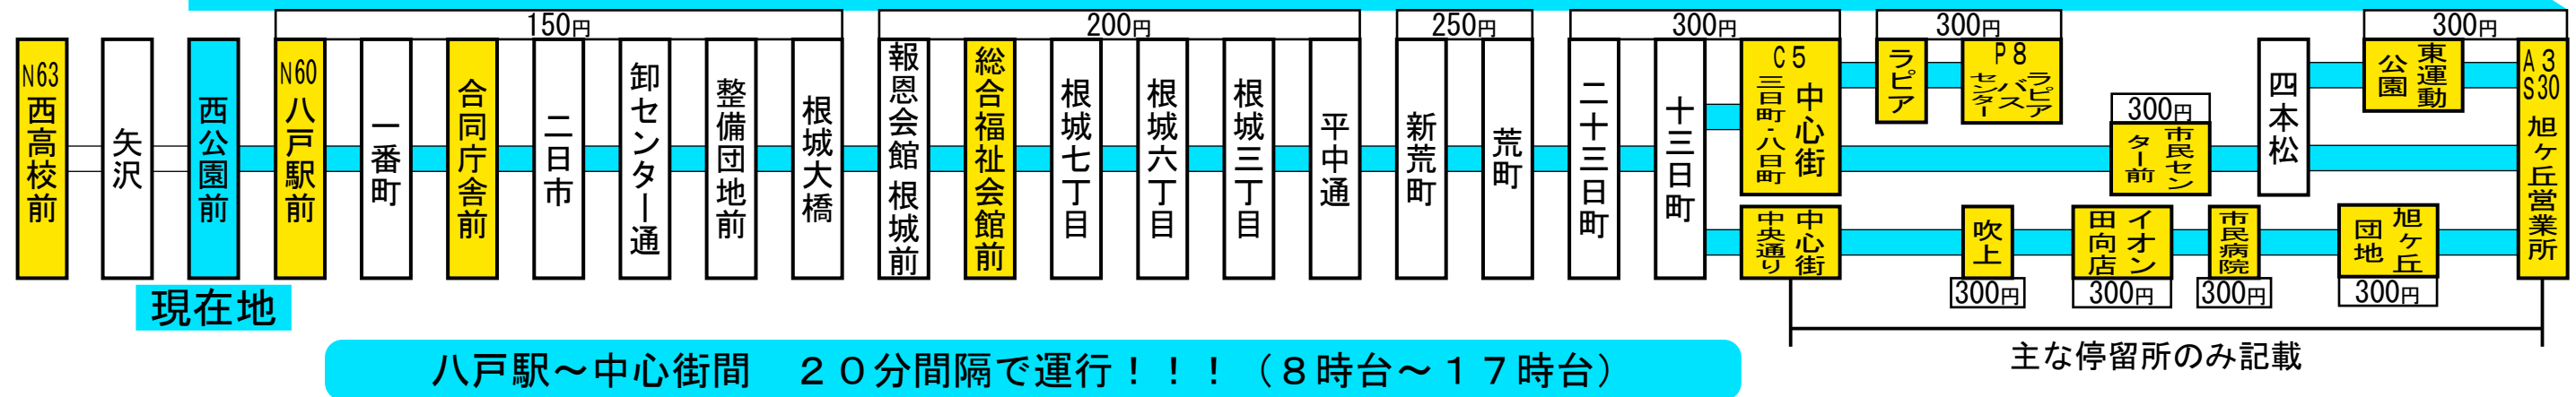 150円
200円
250円
300円
300円
300円
N63 西高校前
矢沢
西公園前
N60 八戸駅前
一番町
合同庁舎前
二日市
卸センター通
整備団地前
根城大橋
報恩会館 根城前
総合福祉会館前
根城七丁目
根城六丁目
根城三丁目
平中通
新荒町
荒町
二十三日町
十三日町
C5 中心街
三日町・八日町
ラピア
P8 ラピア
バス
センター
300円
市民セン
ター前
四本松
東運動
公園
A3
S30
旭ヶ丘営業所
中心街
中央通り
吹上
300円
イオン
田向店
300円
市民病院
300円
旭ヶ丘
団地
300円
現在地
八戸駅～中心街間　２０分間隔で運行！！！（８時台～１７時台）
主な停留所のみ記載